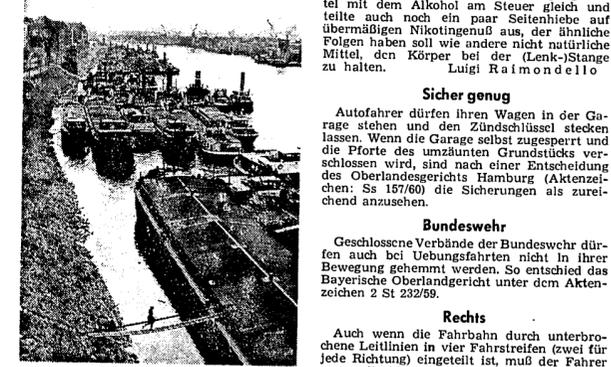 tel mit dem Alkohol am Steuer gleich und
teilte auch noch ein paar Seitenhiebe auf
übermäßigen Nikotingenuß aus, der ähnliche
Folgen haben soll wie andere nicht natürliche
Mittel, den Körper bei der (Lenk-)Stange
zu halten. Luigi Raimondello
Sicher genug
Autofahrer dürfen ihren Wagen in der Ga-
rage stehen und den Zündschlüssel stecken
lassen. Wenn die Garage selbst zugesperrt und
die Pforte des umzäunten Grundstücks ver-
schlossen wird, sind nach einer Entscheidung
des Oberlandesgerichts Hamburg (Aktenzei-
chen: Ss 157/60) die Sicherungen als zurei-
chend anzusehen.
Bundeswehr
Geschlossene Verbände der Bundeswehr dür-
fen auch bei Uebungsfahrten nicht in ihrer
Bewegung gehemmt werden. So entschied das
Bayerische Oberlandgericht unter dem Akten-
zeichen 2 St 232/59.
Rechts
Auch wenn die Fahrbahn durch unterbro-
chene Leitlinien in vier Fahrstreifen (zwei für
jede Richtung) eingeteilt ist, muß der Fahrer